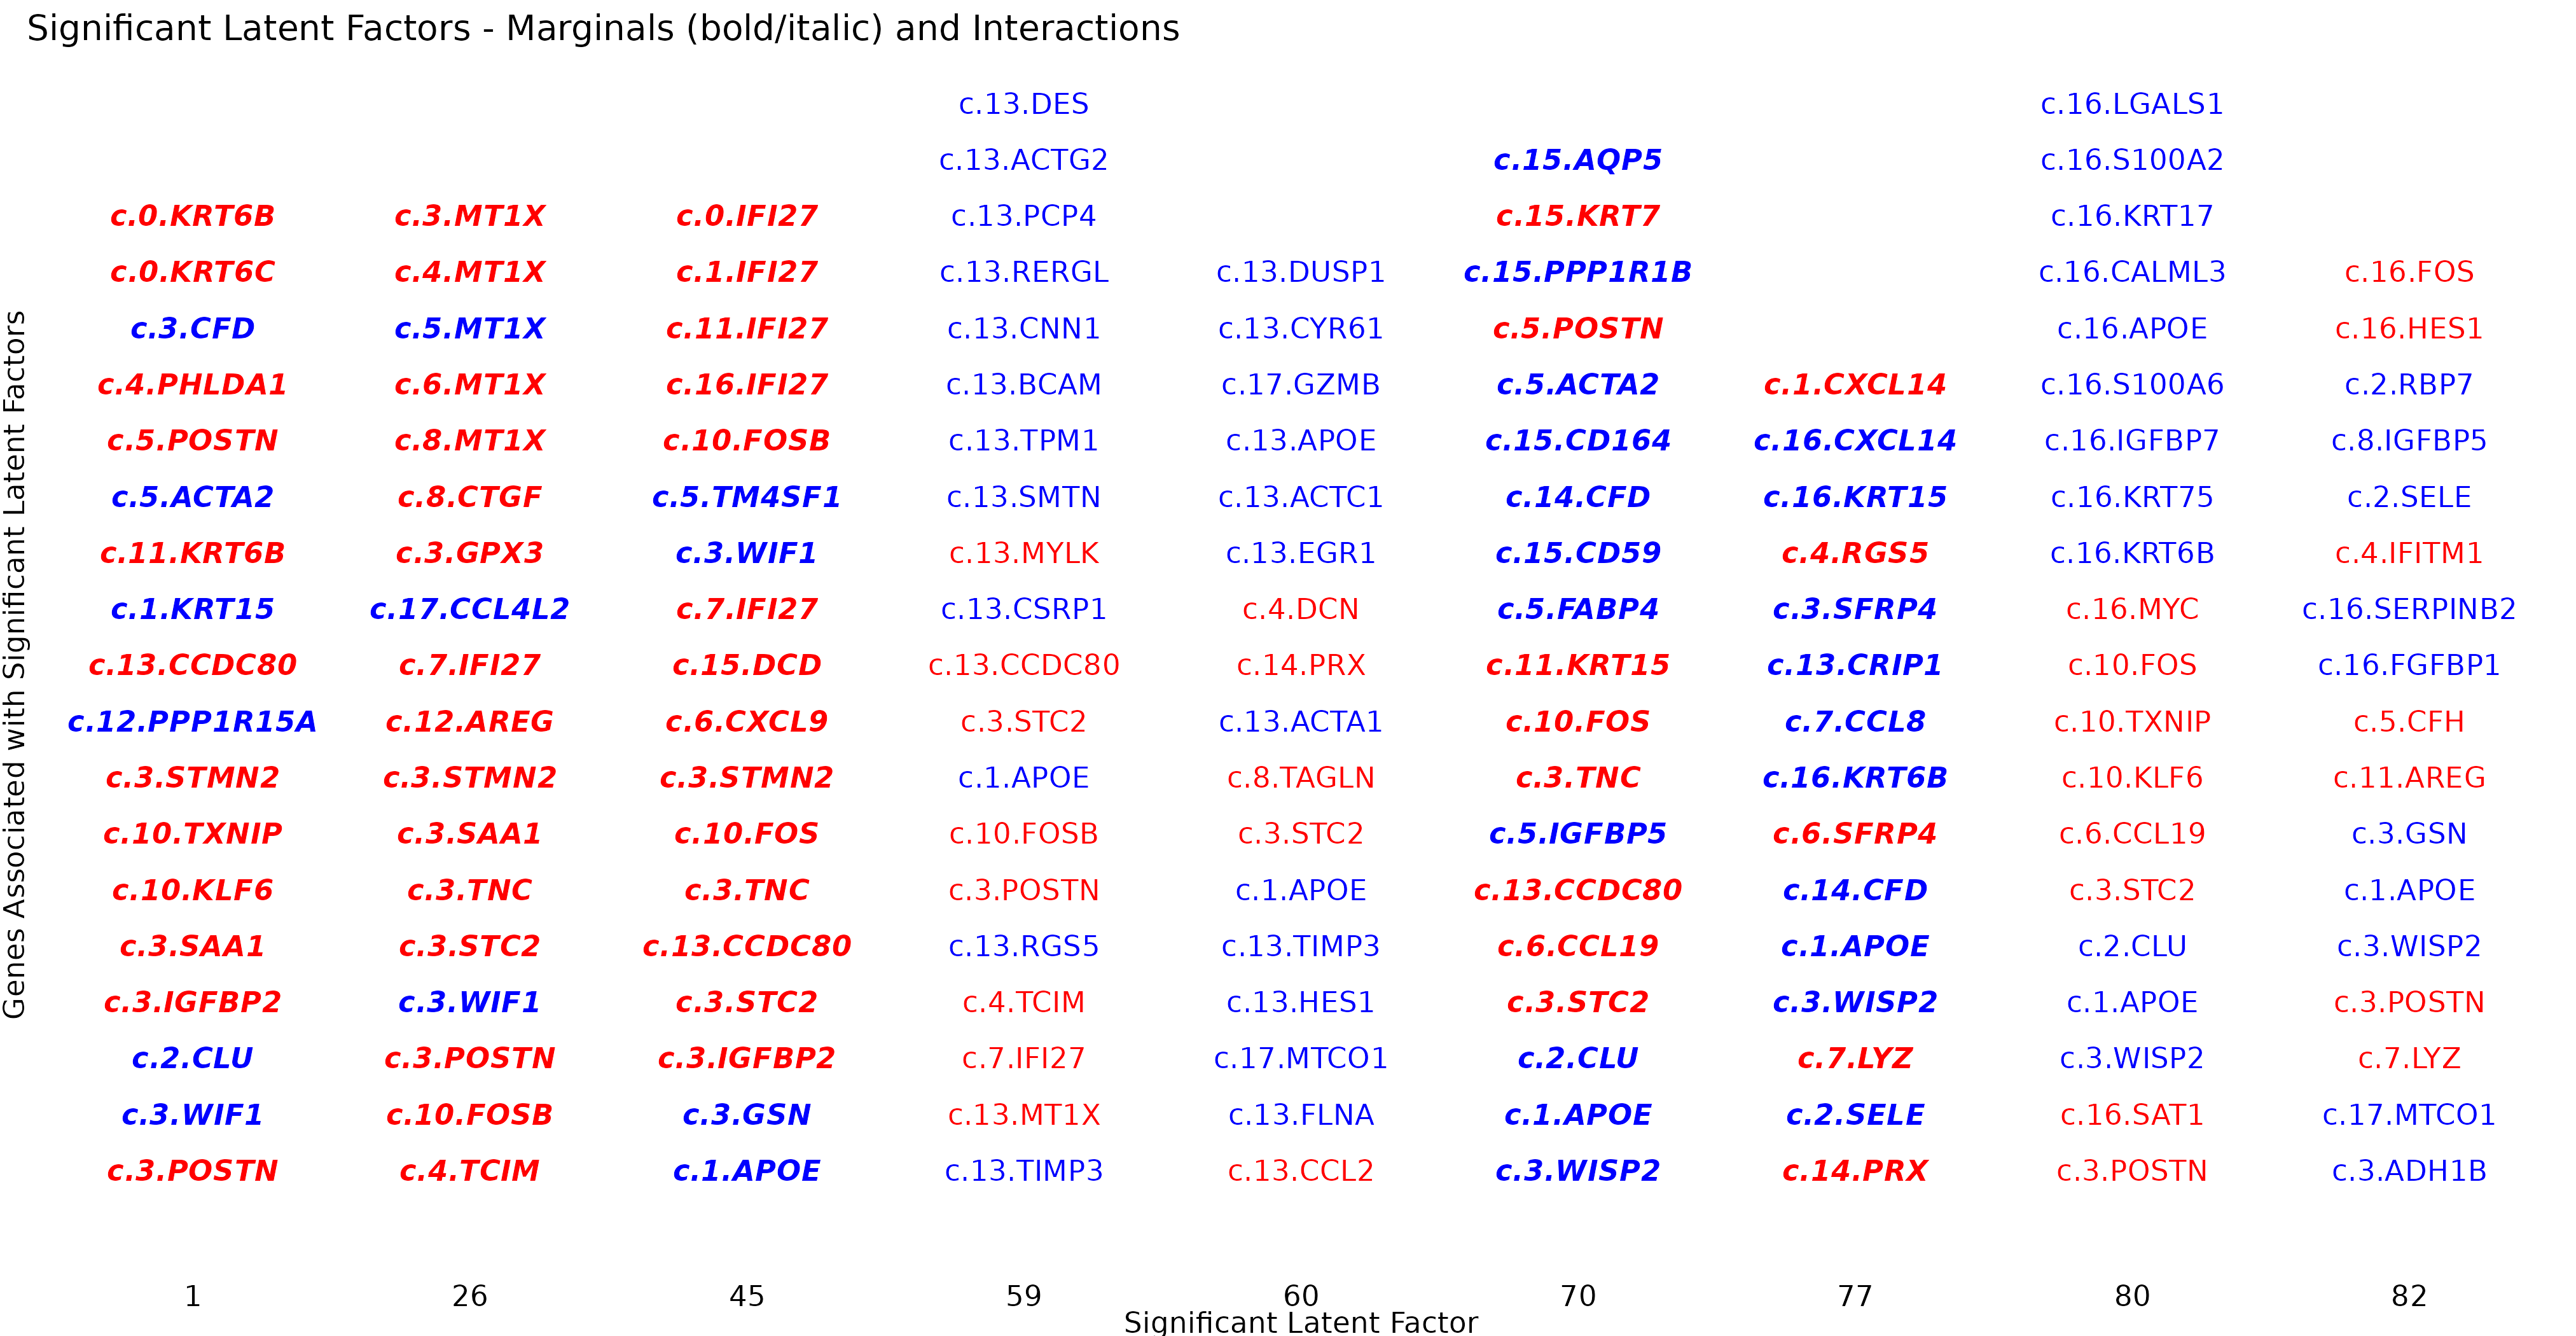 Significant Latent Factors - Marginals (bold/italic) and Interactions
c.13.DES c.16.LGALS1
c.13.ACTG2 c.15.AQP5 c.16.S100A2
c.0.KRT6B c.3.MT1X c.0.IFI27 c.13.PCP4 c.15.KRT7 c.16.KRT17
c.0.KRT6C c.4.MT1X c.1.IFI27 c.13.RERGL c.13.DUSP1 c.15.PPP1R1B c.16.CALML3 c.16.FOS
c.3.CFD c.5.MT1X c.11.IFI27 c.13.CNN1 c.13.CYR61 c.5.POSTN c.16.APOE c.16.HES1
c.4.PHLDA1 c.6.MT1X c.16.IFI27 c.13.BCAM c.17.GZMB c.5.ACTA2 c.1.CXCL14 c.16.S100A6 c.2.RBP7
c.5.POSTN c.8.MT1X c.10.FOSB c.13.TPM1 c.13.APOE c.15.CD164 c.16.CXCL14 c.16.IGFBP7 c.8.IGFBP5
c.5.ACTA2 c.8.CTGF c.5.TM4SF1 c.13.SMTN c.13.ACTC1 c.14.CFD c.16.KRT15 c.16.KRT75 c.2.SELE
c.11.KRT6B c.3.GPX3 c.3.WIF1 c.13.MYLK c.13.EGR1 c.15.CD59 c.4.RGS5 c.16.KRT6B c.4.IFITM1
c.1.KRT15 c.17.CCL4L2 c.7.IFI27 c.13.CSRP1 c.4.DCN c.5.FABP4 c.3.SFRP4 c.16.MYC c.16.SERPINB2
c.13.CCDC80 c.7.IFI27 c.15.DCD c.13.CCDC80 c.14.PRX c.11.KRT15 c.13.CRIP1 c.10.FOS c.16.FGFBP1
c.12.PPP1R15A c.12.AREG c.6.CXCL9 c.3.STC2 c.13.ACTA1 c.10.FOS c.7.CCL8 c.10.TXNIP c.5.CFH
c.3.STMN2 c.3.STMN2 c.3.STMN2 c.1.APOE c.8.TAGLN c.3.TNC c.16.KRT6B c.10.KLF6 c.11.AREG
c.10.TXNIP c.3.SAA1 c.10.FOS c.10.FOSB c.3.STC2 c.5.IGFBP5 c.6.SFRP4 c.6.CCL19 c.3.GSN
c.10.KLF6 c.3.TNC c.3.TNC c.3.POSTN c.1.APOE c.13.CCDC80 c.14.CFD c.3.STC2 c.1.APOE
c.3.SAA1 c.3.STC2 c.13.CCDC80 c.13.RGS5 c.13.TIMP3 c.6.CCL19 c.1.APOE c.2.CLU c.3.WISP2
c.3.IGFBP2 c.3.WIF1 c.3.STC2 c.4.TCIM c.13.HES1 c.3.STC2 c.3.WISP2 c.1.APOE c.3.POSTN
c.2.CLU c.3.POSTN c.3.IGFBP2 c.7.IFI27 c.17.MTCO1 c.2.CLU c.7.LYZ c.3.WISP2 c.7.LYZ
c.3.WIF1 c.10.FOSB c.3.GSN c.13.MT1X c.13.FLNA c.1.APOE c.2.SELE c.16.SAT1 c.17.MTCO1
c.3.POSTN c.4.TCIM c.1.APOE c.13.TIMP3 c.13.CCL2 c.3.WISP2 c.14.PRX c.3.POSTN c.3.ADH1B
1 26 45 59 60 70 77 80 82
Significant Latent Factor
Genes Associated with Significant Latent Factors